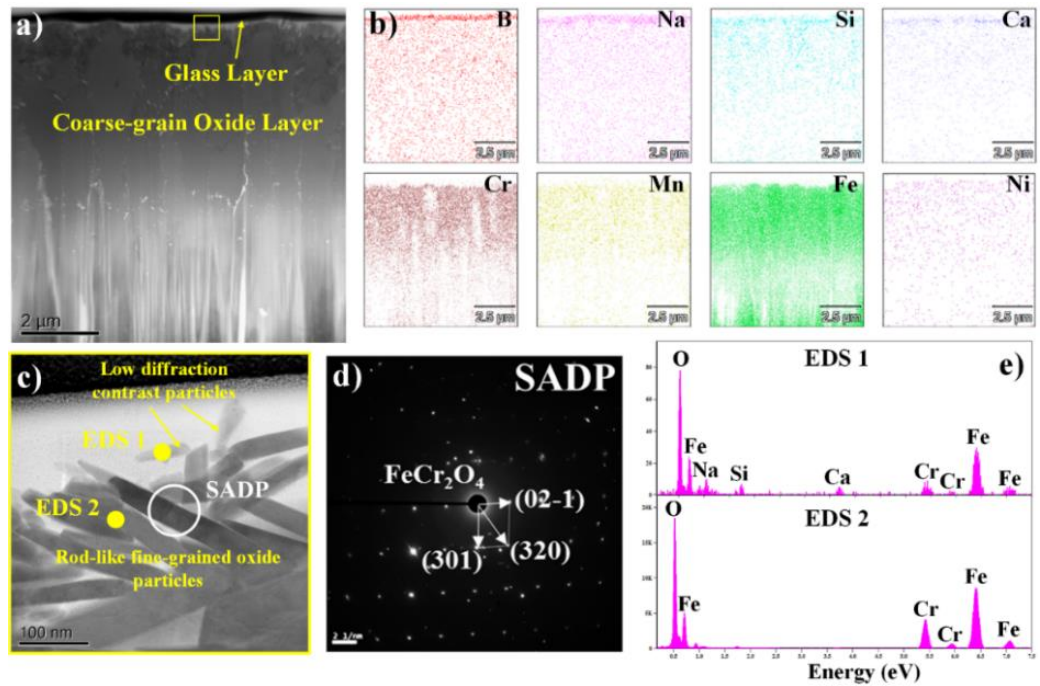 a)
Glass Layer
Coarse-grain Oxide Layer
2 μm
b)
B
2.5 μm
Na
2.5 μm
Si
2.5 μm
Ca
2.5 μm
Cr
2.5 μm
Mn
2.5 μm
Fe
2.5 μm
Ni
2.5 μm
c)
Low diffraction
contrast particles
EDS 1
SADP
EDS 2
Rod-like fine-grained oxide
particles
100 nm
d)
SADP
FeCr2O4
(02-1)
(301)
(320)
2 1/nm
e)
EDS 1
O
Fe
Na
Si
Ca
Cr
Cr
Fe
Fe
EDS 2
O
Fe
Cr
Cr
Fe
Fe
Energy (eV)